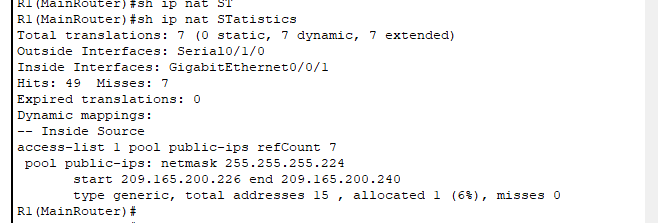 R1(MainRouter)#sh ip nat ST
R1(MainRouter)#sh ip nat STatistics
Total translations: 7 (0 static, 7 dynamic, 7 extended)
Outside Interfaces: Serial0/1/0
Inside Interfaces: GigabitEthernet0/0/1
Hits: 49  Misses: 7
Expired translations: 0
Dynamic mappings:
-- Inside Source
access-list 1 pool public-ips refCount 7
 pool public-ips: netmask 255.255.255.224
       start 209.165.200.226 end 209.165.200.240
       type generic, total addresses 15 , allocated 1 (6%), misses 0
R1(MainRouter)#